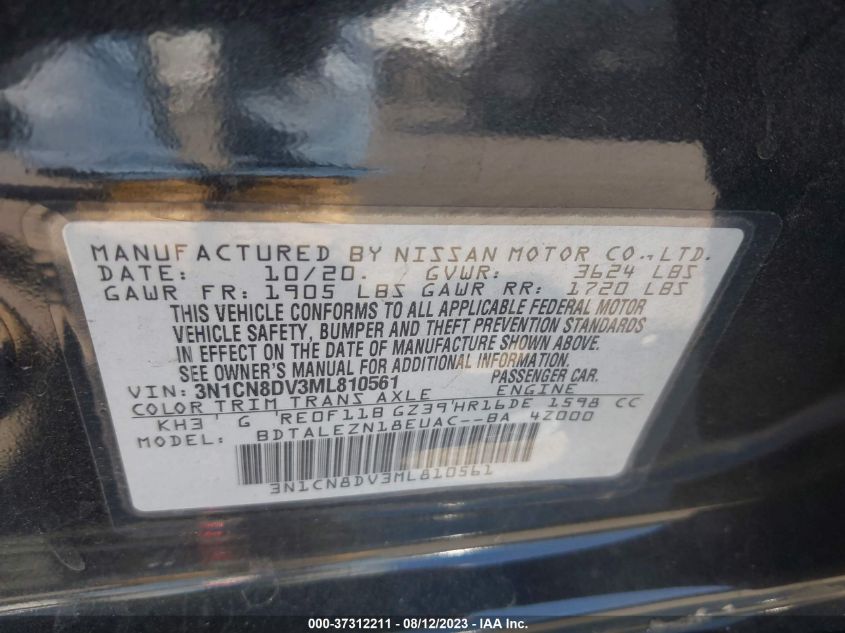 MANUFACTURED BY NISSAN MOTOR CO.,LTD.
DATE: 10/20. GVWR: 3624 LBS
GAWR FR: 1905 LBS GAWR RR: 1720 LBS
THIS VEHICLE CONFORMS TO ALL APPLICABLE FEDERAL MOTOR
VEHICLE SAFETY, BUMPER AND THEFT PREVENTION STANDARDS
IN EFFECT ON THE DATE OF MANUFACTURE SHOWN ABOVE.
SEE OWNER'S MANUAL FOR ADDITIONAL INFORMATION.
VIN: 3N1CN8DV3ML810561 PASSENGER CAR.
COLOR TRIM TRANS AXLE ENGINE
KH3 G RE0F11B GZ39 HR16DE 1598 CC
MODEL: BDTALEZN18EUAC--BA 4Z000
3N1CN8DV3ML810561
000-37312211 - 08/12/2023 - IAA Inc.